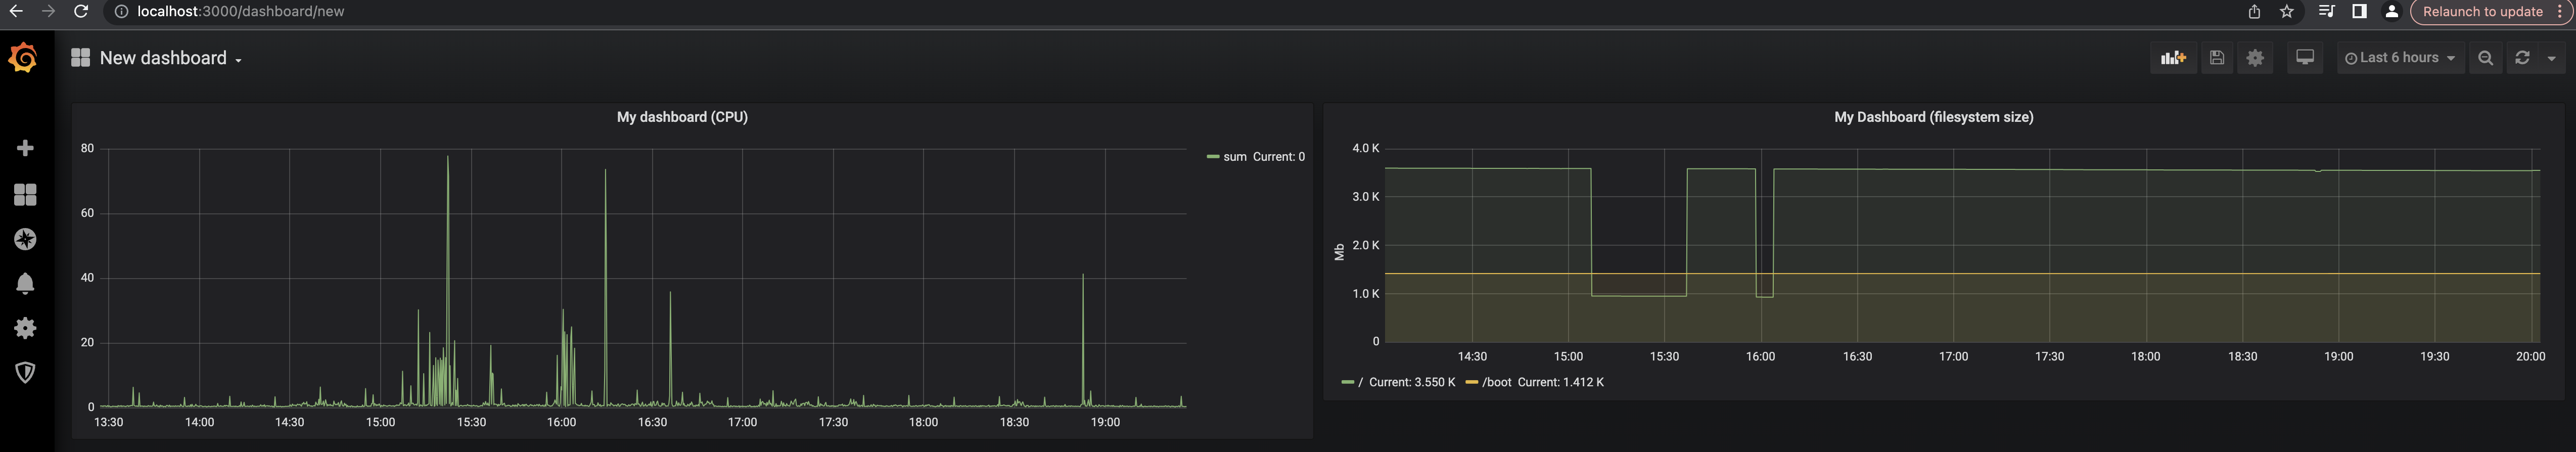 localhost:3000/dashboard/new
Relaunch to update
New dashboard
Last 6 hours
My dashboard (CPU)
80
60
40
20
0
13:30 14:00 14:30 15:00 15:30 16:00 16:30 17:00 17:30 18:00 18:30 19:00
sum Current: 0
My Dashboard (filesystem size)
4.0 K
3.0 K
2.0 K
1.0 K
0
Mb
14:30 15:00 15:30 16:00 16:30 17:00 17:30 18:00 18:30 19:00 19:30 20:00
/ Current: 3.550 K /boot Current: 1.412 K